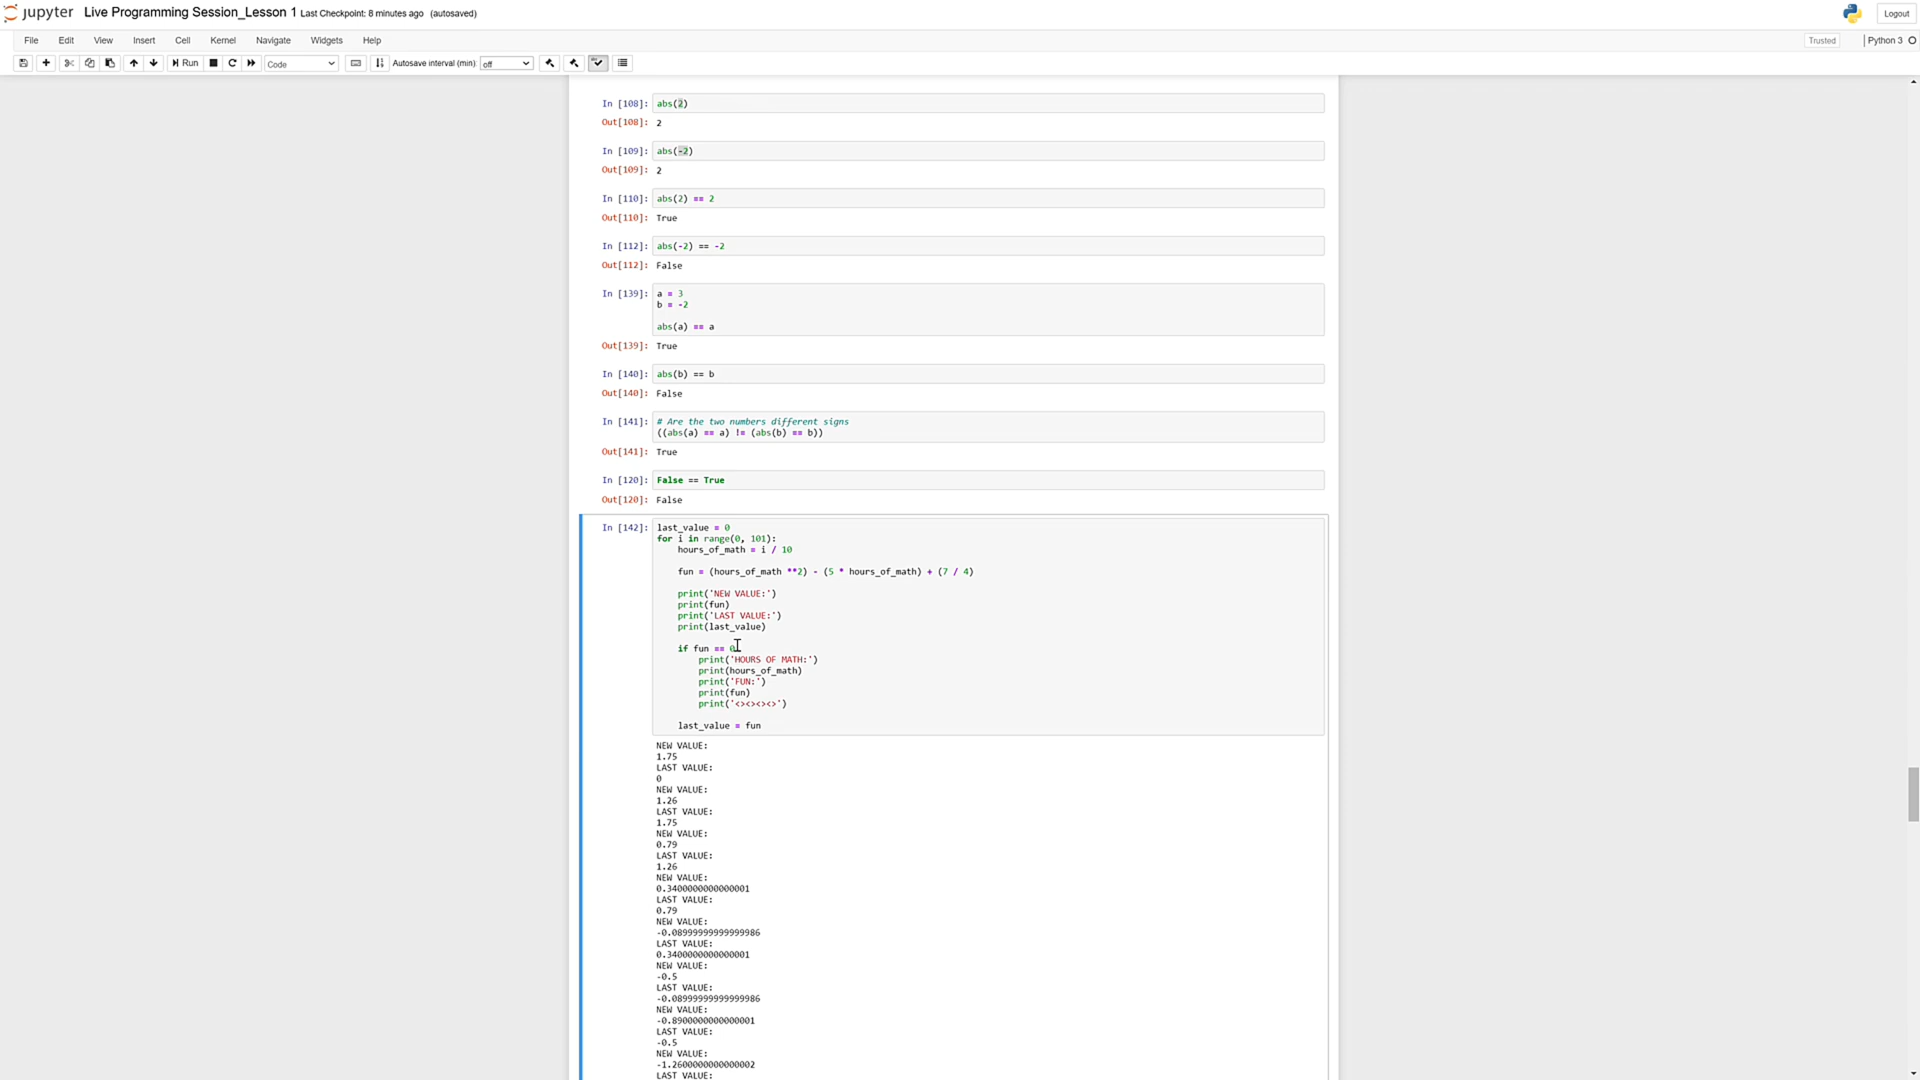 jupyter Live Programming Session_Lesson 1 Last Checkpoint: 8 minutes ago (autosaved)
Logout
File Edit View Insert Cell Kernel Navigate Widgets Help
Trusted Python 3
Run Code Autosave interval (min): off
In [108]: abs(2)
Out[108]: 2
In [109]: abs(-2)
Out[109]: 2
In [110]: abs(2) == 2
Out[110]: True
In [112]: abs(-2) == -2
Out[112]: False
In [139]: a = 3
b = -2
abs(a) == a
Out[139]: True
In [140]: abs(b) == b
Out[140]: False
In [141]: # Are the two numbers different signs
((abs(a) == a) != (abs(b) == b))
Out[141]: True
In [120]: False == True
Out[120]: False
In [142]: last_value = 0
for i in range(0, 101):
    hours_of_math = i / 10
    fun = (hours_of_math **2) - (5 * hours_of_math) + (7 / 4)
    print('NEW VALUE:')
    print(fun)
    print('LAST VALUE:')
    print(last_value)
    if fun == 0:
        print('HOURS OF MATH:')
        print(hours_of_math)
        print('FUN:')
        print(fun)
        print('<><><><>')
    last_value = fun
NEW VALUE:
1.75
LAST VALUE:
0
NEW VALUE:
1.26
LAST VALUE:
1.75
NEW VALUE:
0.79
LAST VALUE:
1.26
NEW VALUE:
0.3400000000000001
LAST VALUE:
0.79
NEW VALUE:
-0.08999999999999986
LAST VALUE:
0.3400000000000001
NEW VALUE:
-0.5
LAST VALUE:
-0.08999999999999986
NEW VALUE:
-0.8900000000000001
LAST VALUE:
-0.5
NEW VALUE:
-1.2600000000000002
LAST VALUE: